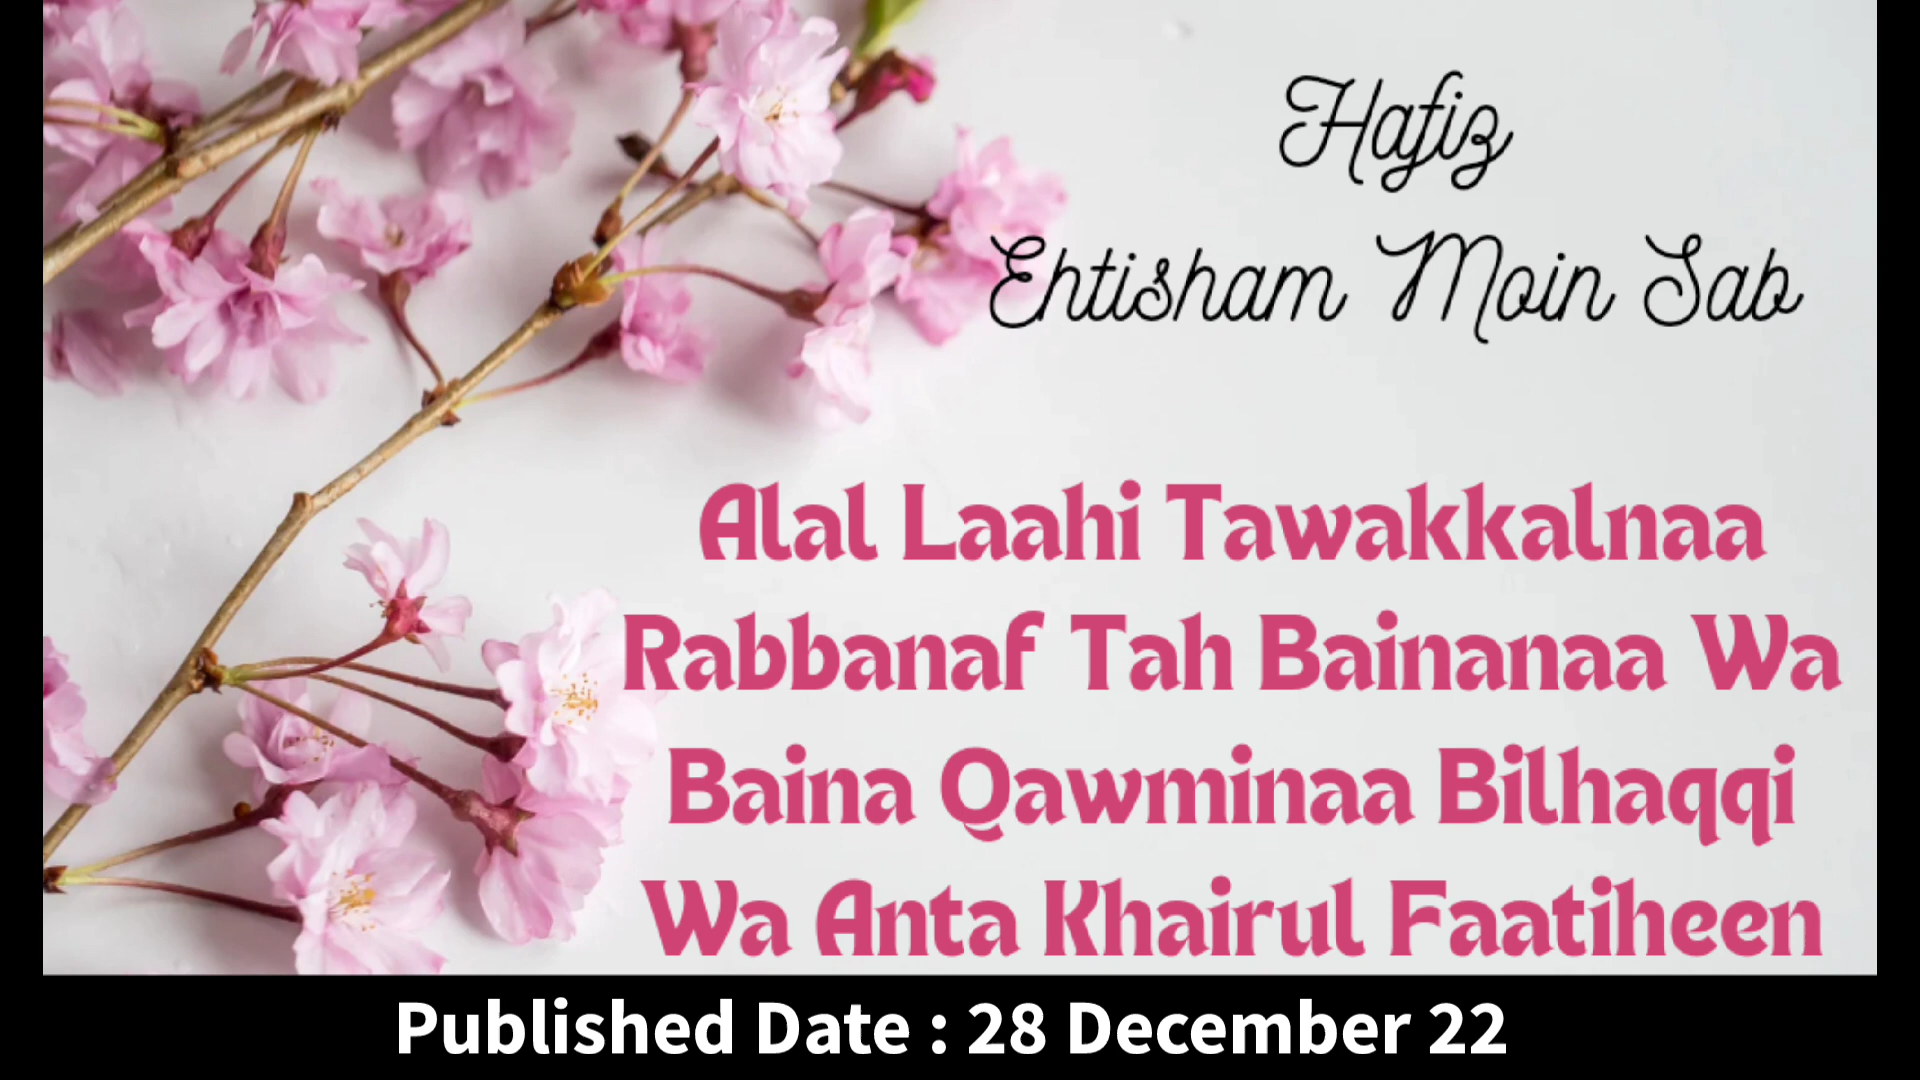 Hafiz
Ehtisham Moin Sab
Alal Laahi Tawakkalnaa
Rabbanaf Tah Bainanaa Wa
Baina Qawminaa Bilhaqqi
Wa Anta Khairul Faatiheen
Published Date : 28 December 22